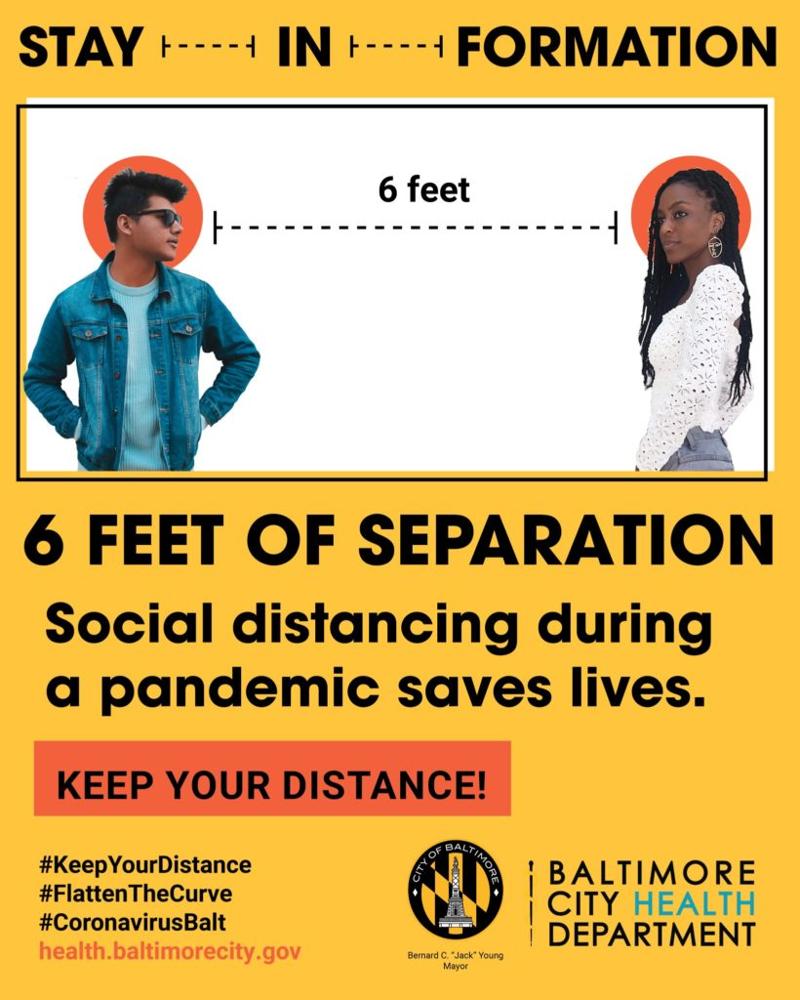 STAY IN FORMATION
6 feet
6 FEET OF SEPARATION
Social distancing during
a pandemic saves lives.
KEEP YOUR DISTANCE!
#KeepYourDistance
#FlattenTheCurve
#CoronavirusBalt
health.baltimorecity.gov
CITY OF BALTIMORE
Bernard C. "Jack" Young
Mayor
BALTIMORE
CITY HEALTH
DEPARTMENT